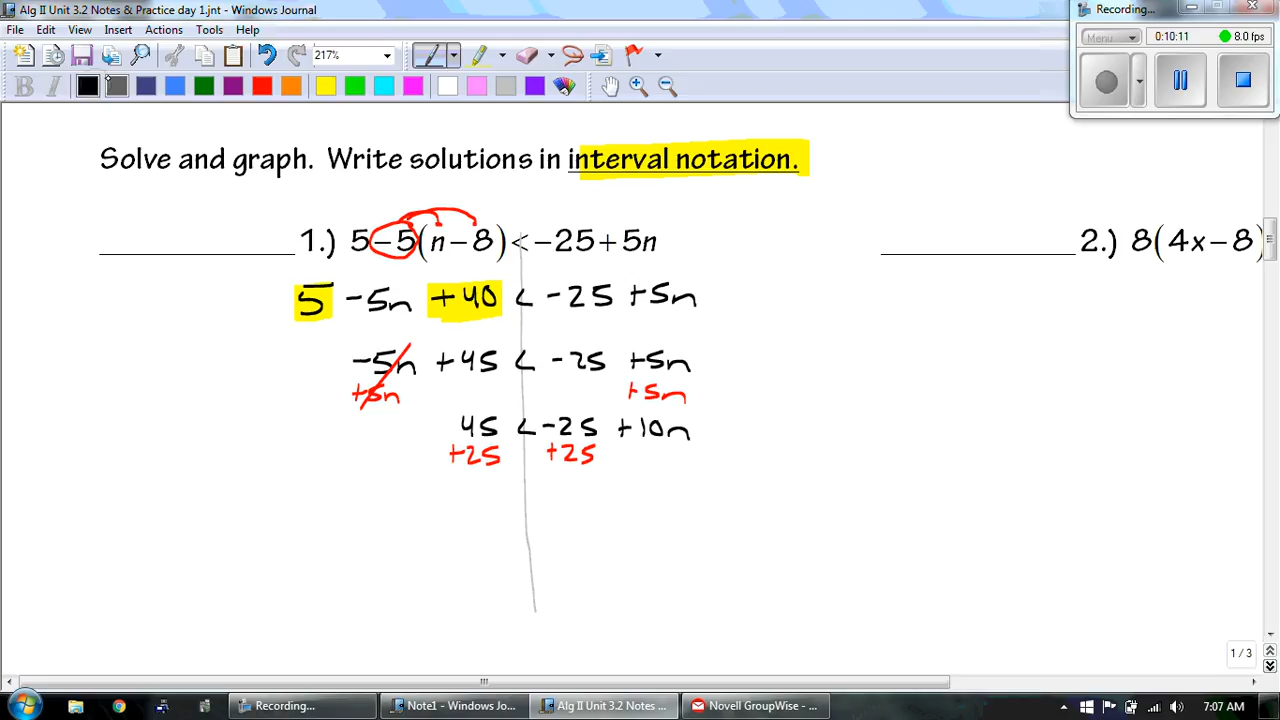 Alg II Unit 3.2 Notes & Practice day 1.jnt - Windows Journal
Recording...
File Edit View Insert Actions Tools Help
Menu 0:10:11 8.0 fps
217%
B I
Solve and graph. Write solutions in interval notation.
1.) 5−5(n−8)<−25+5n
2.) 8(4x−8)
5 -5n +40 < -25 +5n
-5n +45 < -25 +5n
+5n +5n
45 < -25 +10n
+25 +25
1 / 3
Recording... Note1 - Windows Jo... Alg II Unit 3.2 Notes ... Novell GroupWise - ... 7:07 AM